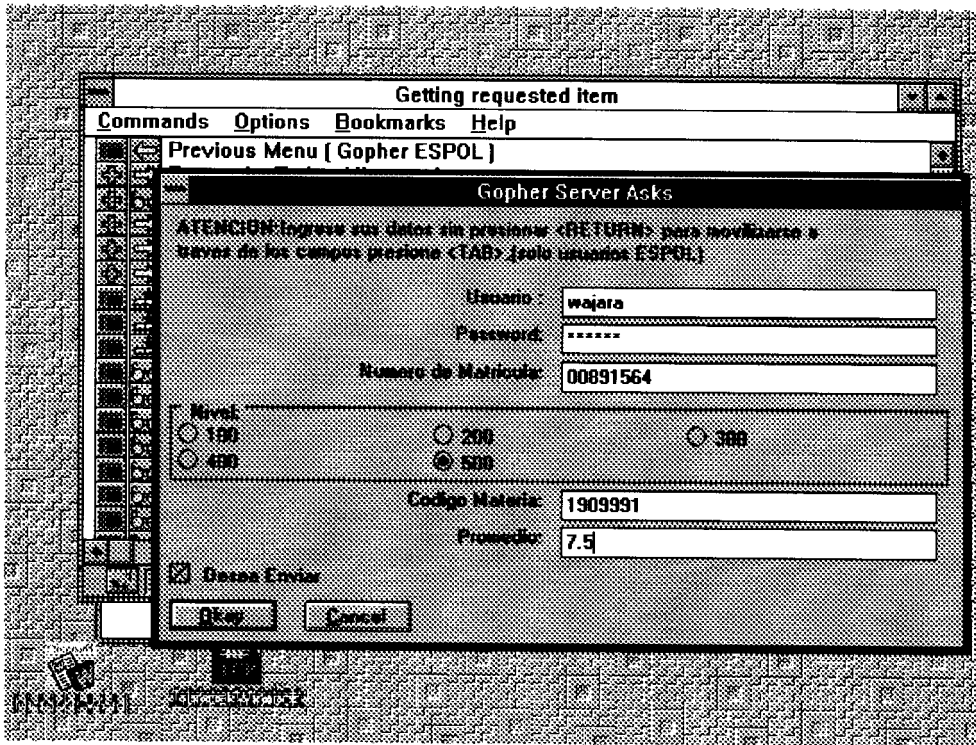 Getting requested item
Commands Options Bookmarks Help
Previous Menu ( Gopher ESPOL )
Gopher Server Asks
ATENCION:Ingrese sus datos sin presionar <RETURN> para movilizarse a
traves de los campos presione <TAB>.(solo usuarios ESPOL)
Usuario : wajara
Password: ******
Numero de Matricula: 00891564
Nivel:
100 200 300
400 500
Codigo Materia: 1909991
Promedio: 7.5
Desea Enviar
Okay Cancel